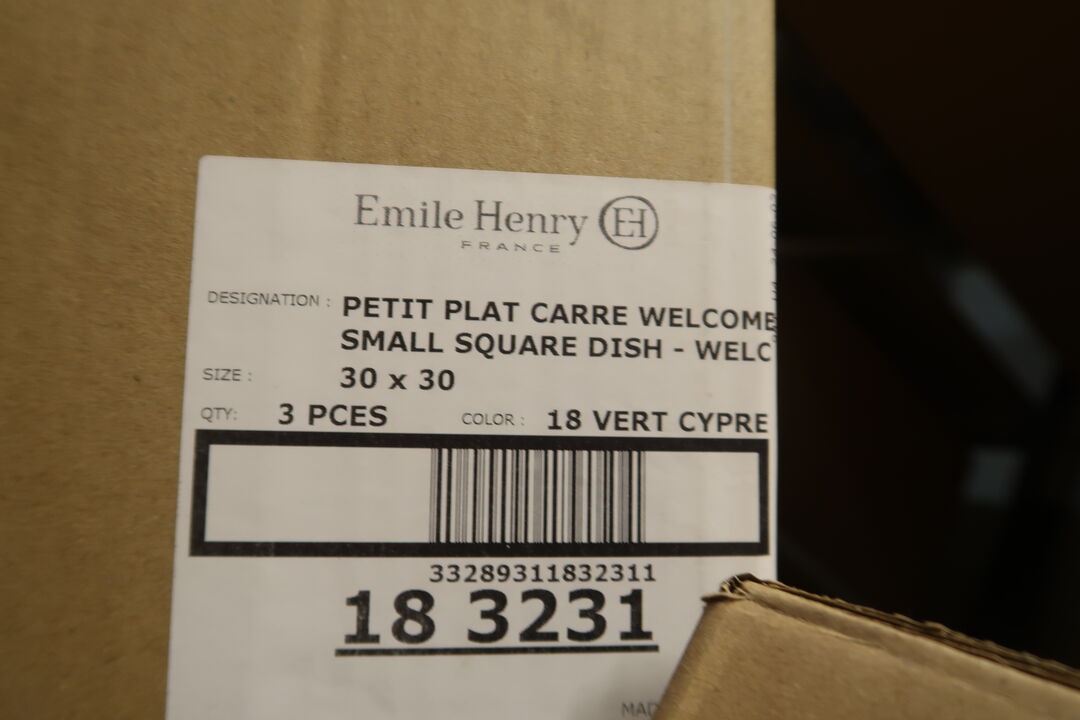 Emile Henry EH
FRANCE
DESIGNATION : PETIT PLAT CARRE WELCOME
SMALL SQUARE DISH - WELC
SIZE : 30 x 30
QTY: 3 PCES COLOR : 18 VERT CYPRE
33289311832311
18 3231
MAD